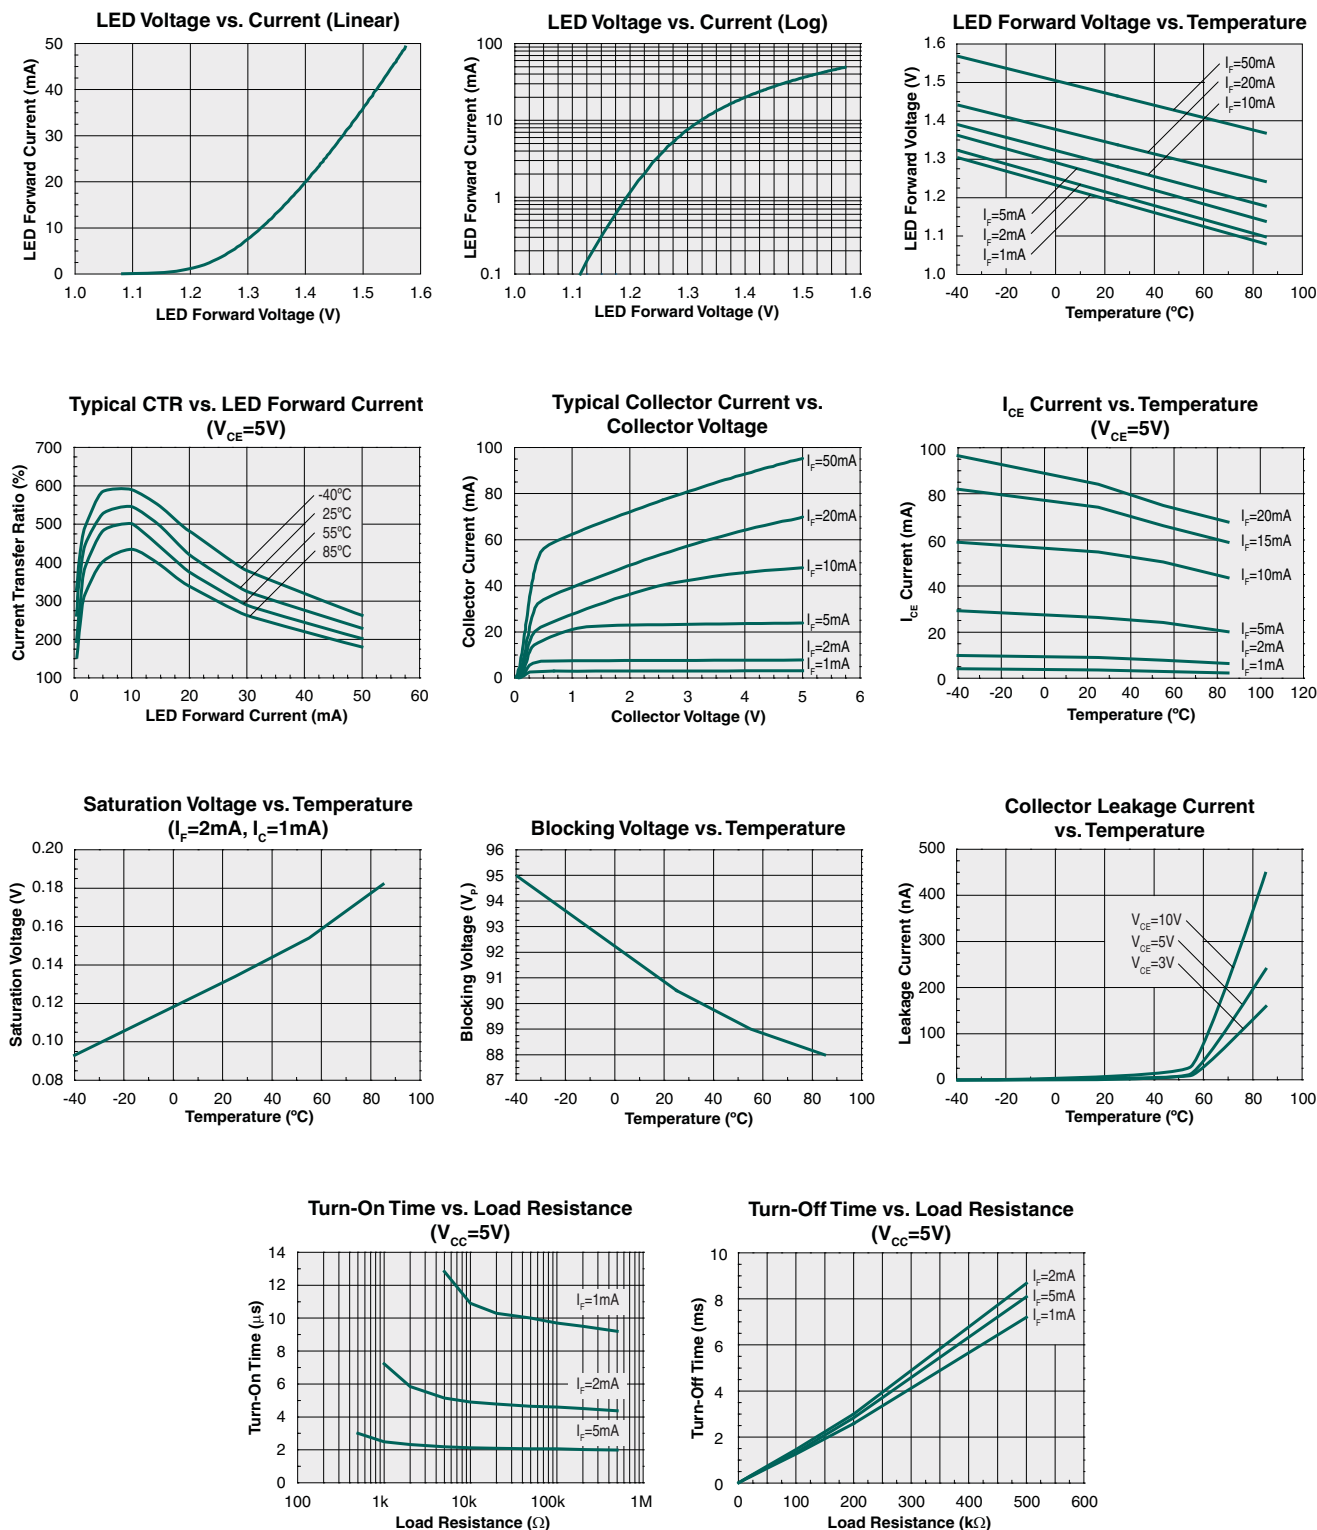 LED Voltage vs. Current (Linear)
LED Forward Current (mA)
50
40
30
20
10
0
1.0 1.1 1.2 1.3 1.4 1.5 1.6
LED Forward Voltage (V)
LED Voltage vs. Current (Log)
LED Forward Current (mA)
100
10
1
0.1
1.0 1.1 1.2 1.3 1.4 1.5 1.6
LED Forward Voltage (V)
LED Forward Voltage vs. Temperature
LED Forward Voltage (V)
1.6
1.5
1.4
1.3
1.2
1.1
1.0
IF=50mA
IF=20mA
IF=10mA
IF=5mA
IF=2mA
IF=1mA
-40 -20 0 20 40 60 80 100
Temperature (ºC)
Typical CTR vs. LED Forward Current
(VCE=5V)
Current Transfer Ratio (%)
700
600
500
400
300
200
100
-40ºC
25ºC
55ºC
85ºC
0 10 20 30 40 50 60
LED Forward Current (mA)
Typical Collector Current vs.
Collector Voltage
Collector Current (mA)
100
80
60
40
20
0
IF=50mA
IF=20mA
IF=10mA
IF=5mA
IF=2mA
IF=1mA
0 1 2 3 4 5 6
Collector Voltage (V)
ICE Current vs. Temperature
(VCE=5V)
ICE Current (mA)
100
80
60
40
20
0
IF=20mA
IF=15mA
IF=10mA
IF=5mA
IF=2mA
IF=1mA
-40 -20 0 20 40 60 80 100 120
Temperature (ºC)
Saturation Voltage vs. Temperature
(IF=2mA, IC=1mA)
Saturation Voltage (V)
0.20
0.18
0.16
0.14
0.12
0.10
0.08
-40 -20 0 20 40 60 80 100
Temperature (ºC)
Blocking Voltage vs. Temperature
Blocking Voltage (VP)
96
95
94
93
92
91
90
89
88
87
-40 -20 0 20 40 60 80 100
Temperature (ºC)
Collector Leakage Current
vs. Temperature
Leakage Current (nA)
500
400
300
200
100
0
VCE=10V
VCE=5V
VCE=3V
-40 -20 0 20 40 60 80 100
Temperature (ºC)
Turn-On Time vs. Load Resistance
(VCC=5V)
Turn-On Time (µs)
14
12
10
8
6
4
2
0
IF=1mA
IF=2mA
IF=5mA
100 1k 10k 100k 1M
Load Resistance (Ω)
Turn-Off Time vs. Load Resistance
(VCC=5V)
Turn-Off Time (ms)
10
8
6
4
2
0
IF=2mA
IF=5mA
IF=1mA
0 100 200 300 400 500 600
Load Resistance (kΩ)